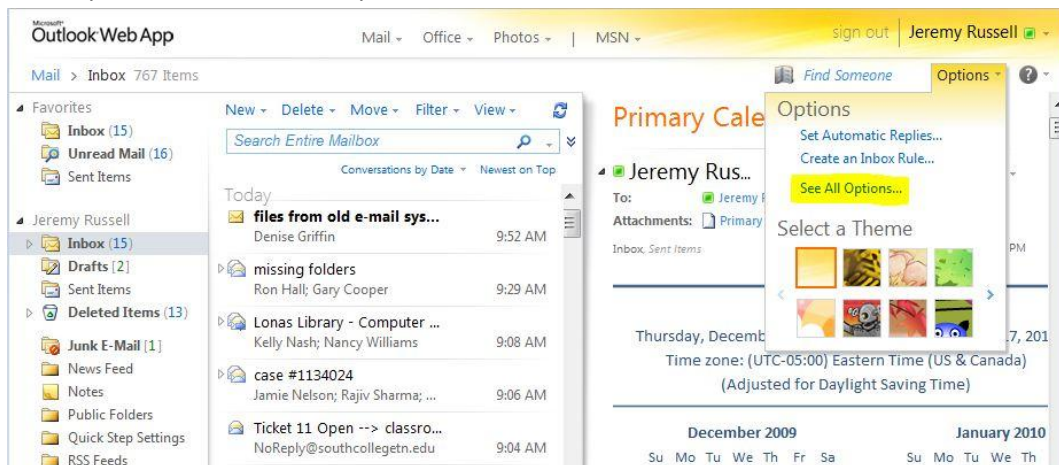 Microsoft®
Outlook Web App
Mail Office Photos | MSN
sign out | Jeremy Russell
Mail > Inbox 767 Items
Find Someone
Options
Favorites
Inbox (15)
Unread Mail (16)
Sent Items
Jeremy Russell
Inbox (15)
Drafts [2]
Sent Items
Deleted Items (13)
Junk E-Mail [1]
News Feed
Notes
Public Folders
Quick Step Settings
RSS Feeds
New Delete Move Filter View
Search Entire Mailbox
Conversations by Date Newest on Top
Today
files from old e-mail sys...
Denise Griffin 9:52 AM
missing folders
Ron Hall; Gary Cooper 9:29 AM
Lonas Library - Computer ...
Kelly Nash; Nancy Williams 9:08 AM
case #1134024
Jamie Nelson; Rajiv Sharma; ... 9:06 AM
Ticket 11 Open --> classro...
NoReply@southcollegetn.edu 9:04 AM
Primary Cale
Jeremy Rus...
To: Jeremy
Attachments: Primary
Inbox, Sent Items
PM
Options
Set Automatic Replies...
Create an Inbox Rule...
See All Options...
Select a Theme
Thursday, Decemb 7, 201
Time zone: (UTC-05:00) Eastern Time (US & Canada)
(Adjusted for Daylight Saving Time)
December 2009 January 2010
Su Mo Tu We Th Fr Sa Su Mo Tu We Th